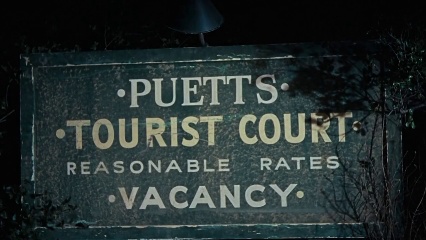 ·PUETTS·
·TOURIST COURT·
REASONABLE RATES
·VACANCY·